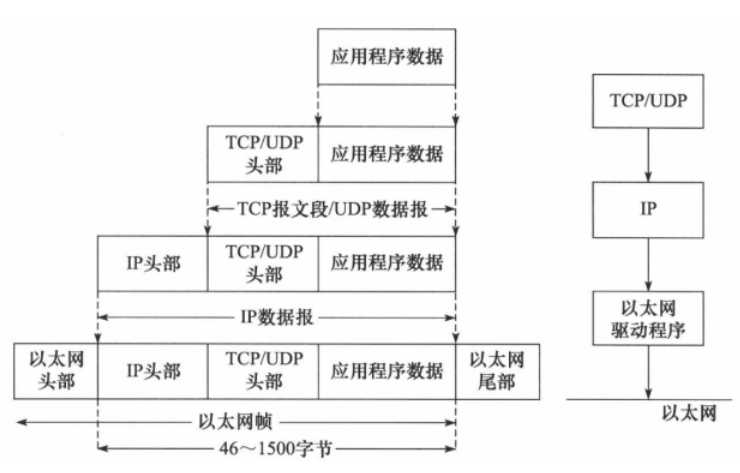 应用程序数据
TCP/UDP
头部
应用程序数据
TCP报文段/UDP数据报
IP头部
TCP/UDP
头部
应用程序数据
IP数据报
以太网
头部
IP头部
TCP/UDP
头部
应用程序数据
以太网
尾部
以太网帧
46～1500字节
TCP/UDP
IP
以太网
驱动程序
以太网